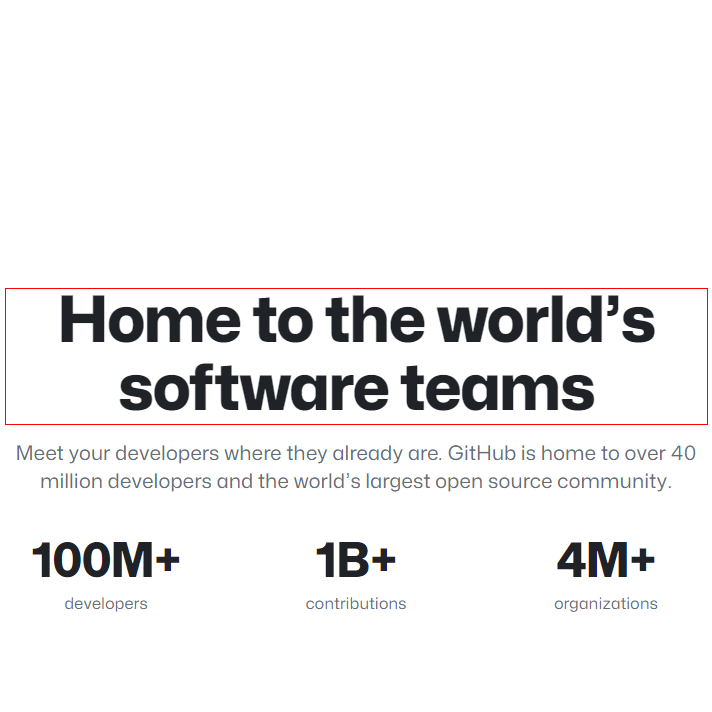 Home to the world’s
software teams
Meet your developers where they already are. GitHub is home to over 40
million developers and the world’s largest open source community.
100M+ 1B+ 4M+
developers contributions organizations